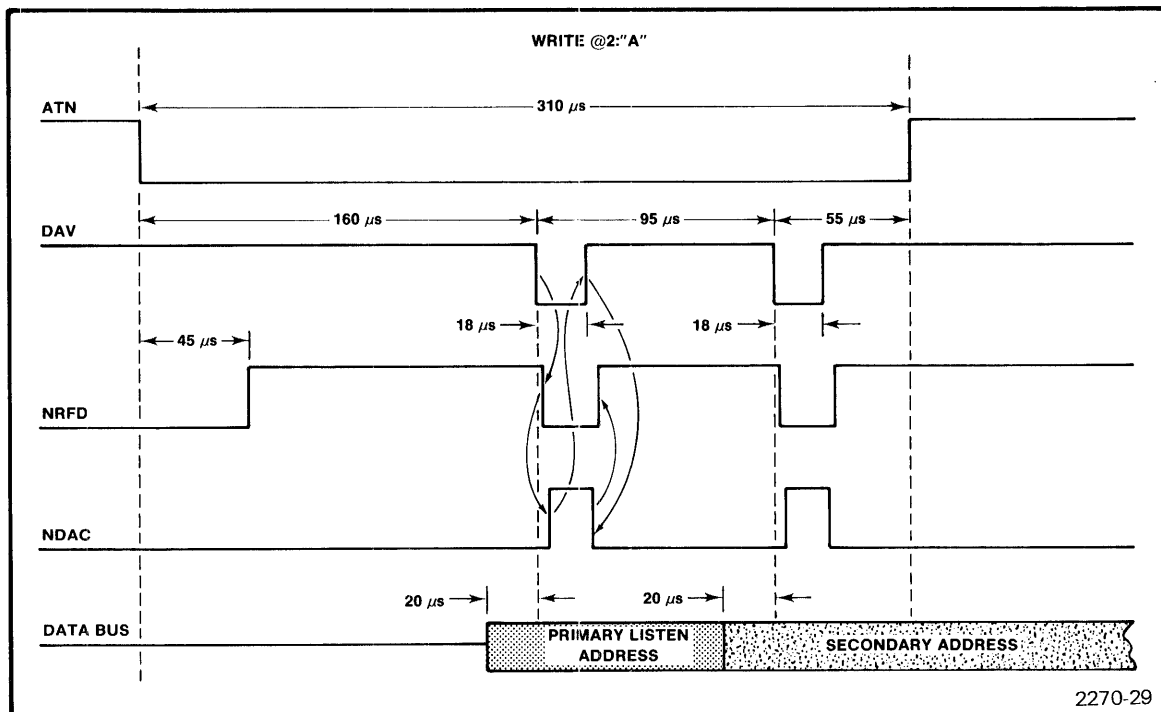 WRITE @2:"A"
ATN
310 μs
160 μs
95 μs
55 μs
DAV
18 μs
18 μs
45 μs
NRFD
NDAC
20 μs
20 μs
DATA BUS
PRIMARY LISTEN
ADDRESS
SECONDARY ADDRESS
2270-29